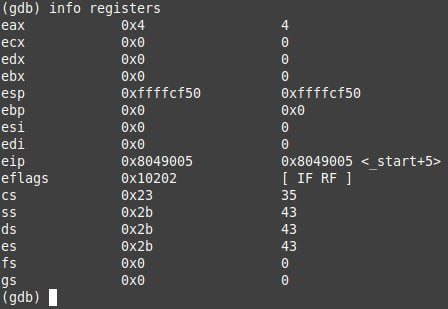 (gdb) info registers
eax            0x4                 4
ecx            0x0                 0
edx            0x0                 0
ebx            0x0                 0
esp            0xffffcf50          0xffffcf50
ebp            0x0                 0x0
esi            0x0                 0
edi            0x0                 0
eip            0x8049005           0x8049005 <_start+5>
eflags         0x10202             [ IF RF ]
cs             0x23                35
ss             0x2b                43
ds             0x2b                43
es             0x2b                43
fs             0x0                 0
gs             0x0                 0
(gdb)